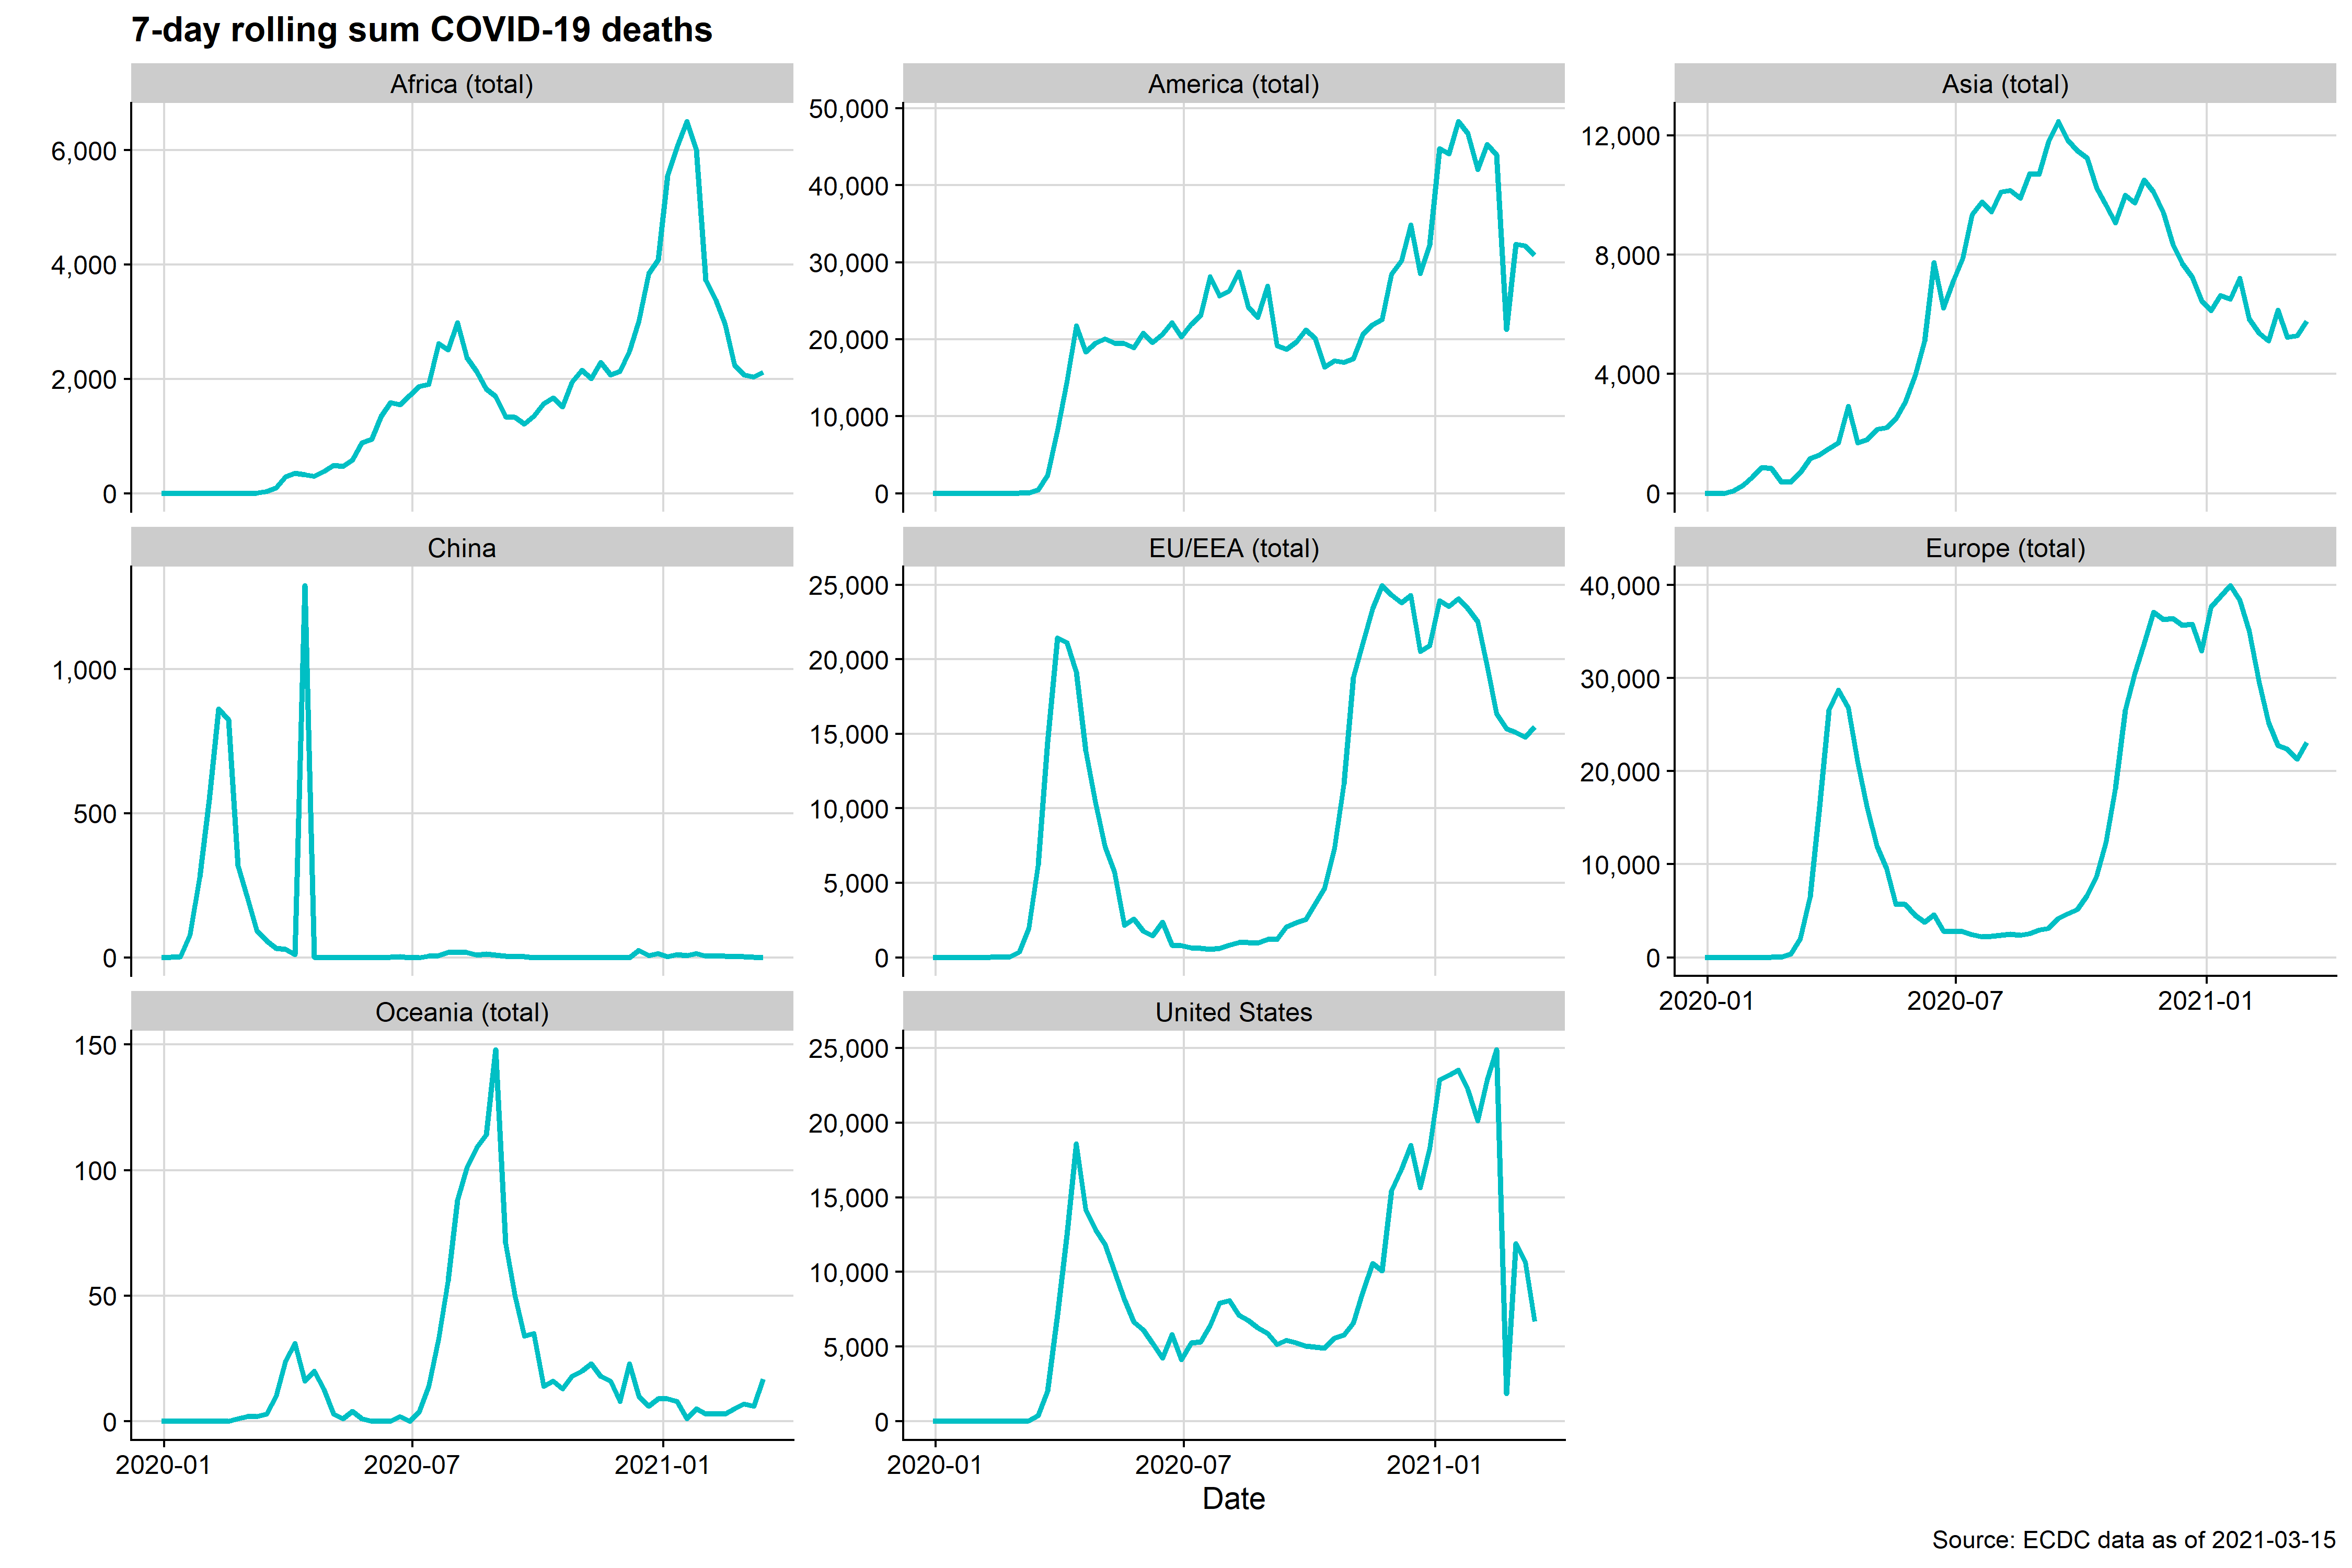 7-day rolling sum COVID-19 deaths
Africa (total)
6,000
4,000
2,000
0
America (total)
50,000
40,000
30,000
20,000
10,000
0
Asia (total)
12,000
8,000
4,000
0
China
1,000
500
0
EU/EEA (total)
25,000
20,000
15,000
10,000
5,000
0
Europe (total)
40,000
30,000
20,000
10,000
0
2020-01 2020-07 2021-01
Oceania (total)
150
100
50
0
2020-01 2020-07 2021-01
United States
25,000
20,000
15,000
10,000
5,000
0
2020-01 2020-07 2021-01
Date
Source: ECDC data as of 2021-03-15